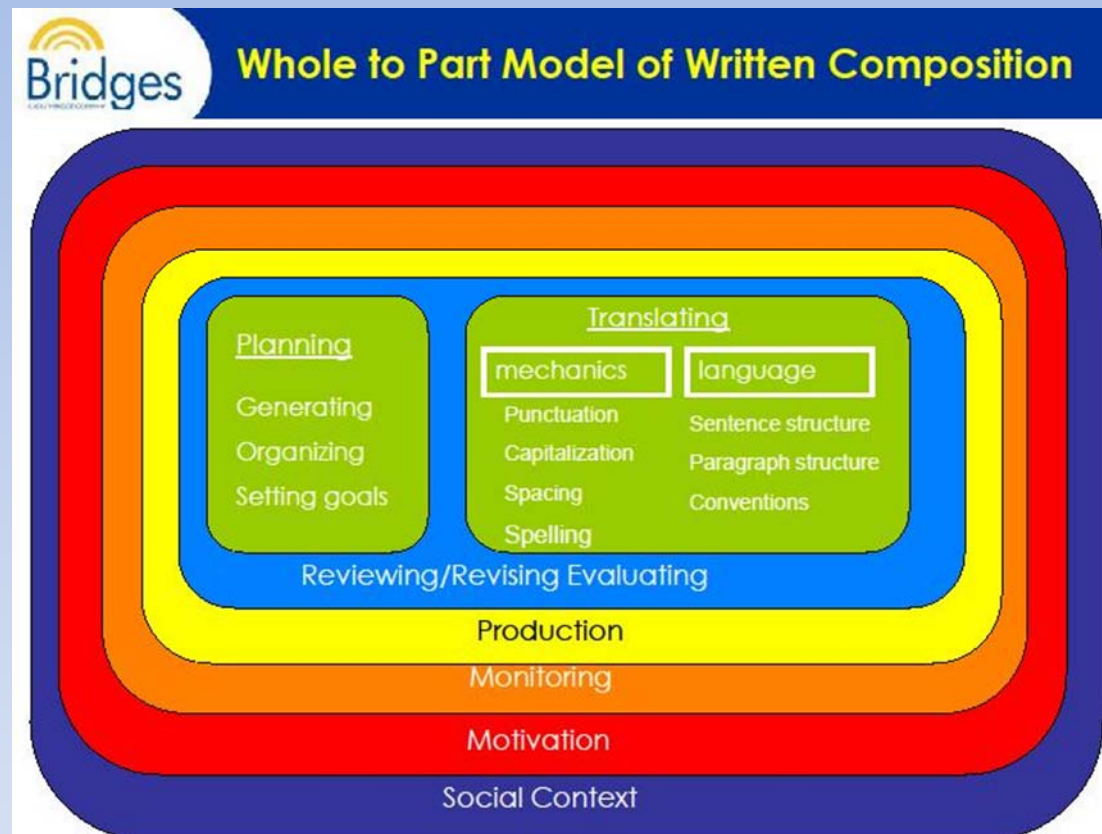 Bridges
Whole to Part Model of Written Composition
Planning
Generating
Organizing
Setting goals
Translating
mechanics
language
Punctuation
Capitalization
Spacing
Spelling
Sentence structure
Paragraph structure
Conventions
Reviewing/Revising Evaluating
Production
Monitoring
Motivation
Social Context